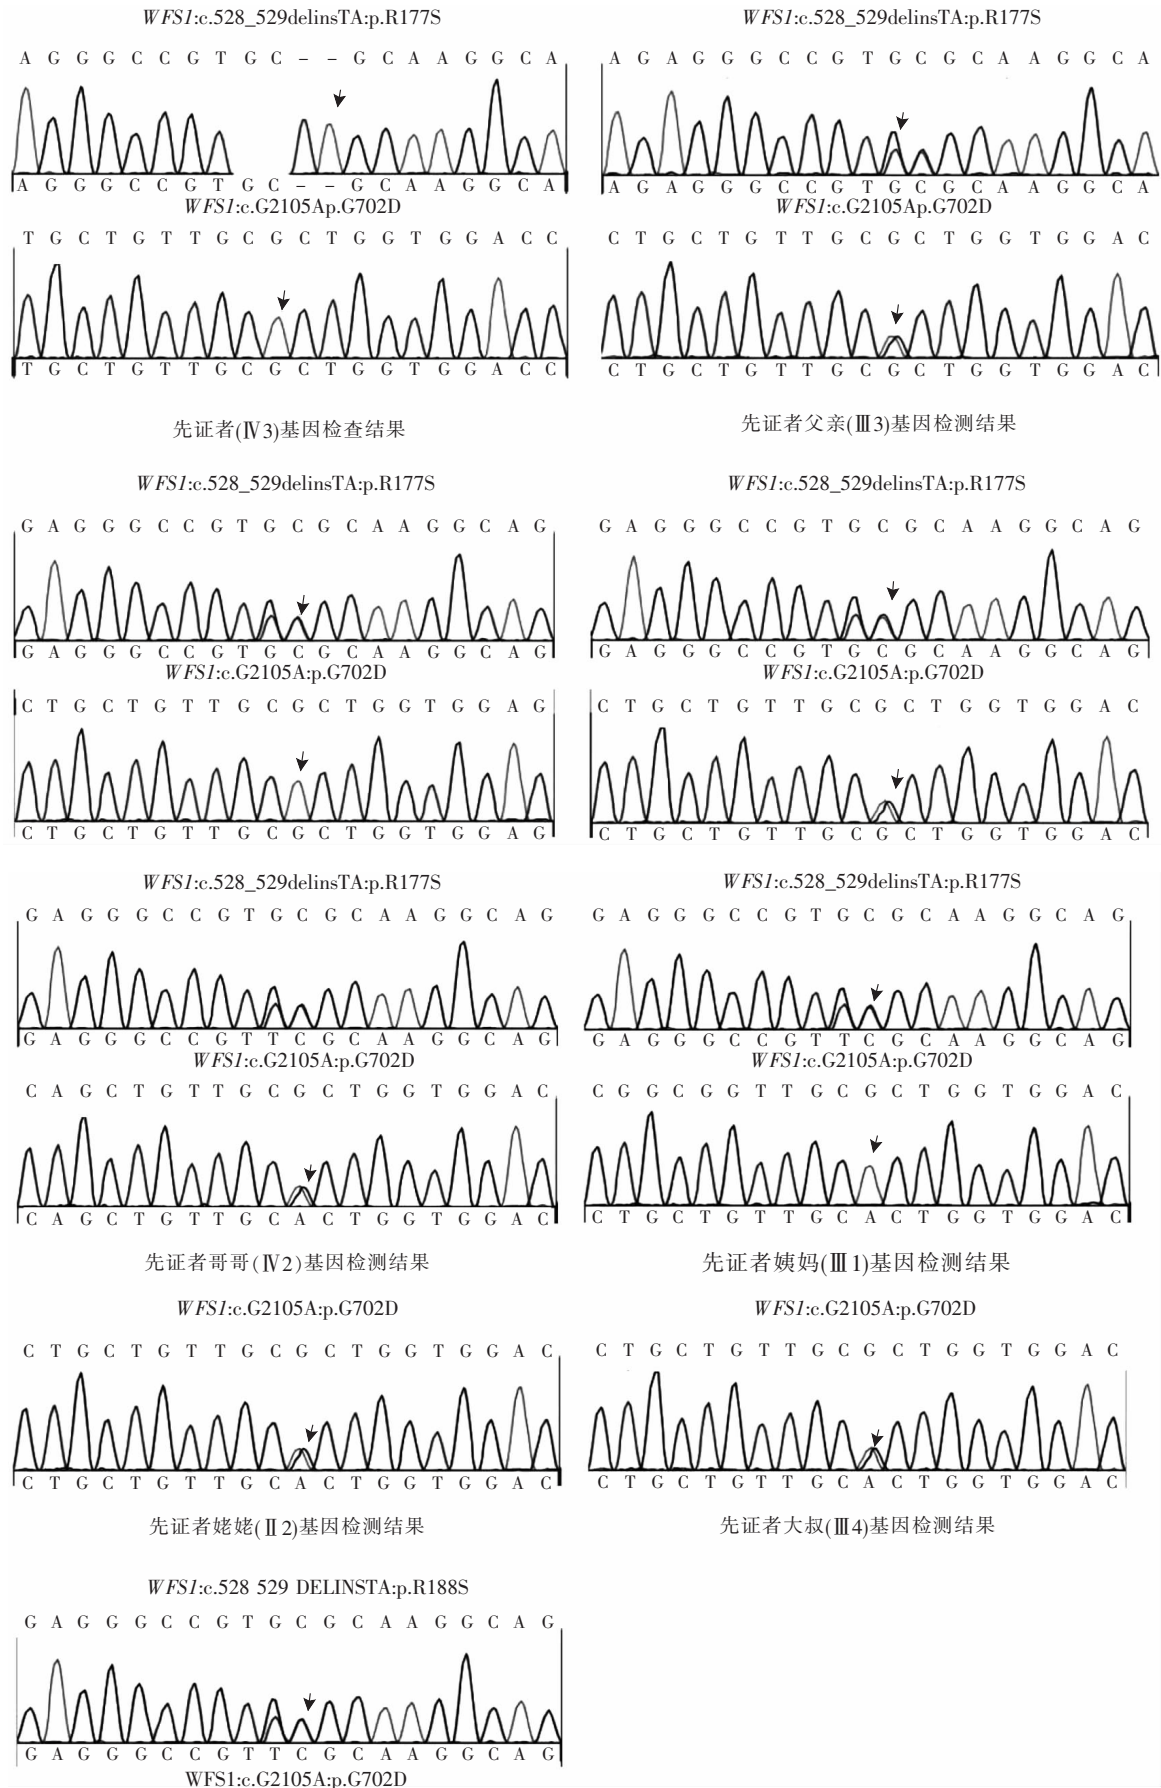 WFS1:c.528_529delinsTA:p.R177S
A G G G C C G T G C – – G C A A G G C A
A G G G C C G T G C – – G C A A G G C A
WFS1:c.G2105Ap.G702D
T G C T G T T G C G C T G G T G G A C C
T G C T G T T G C G C T G G T G G A C C
先证者(Ⅳ3)基因检查结果
WFS1:c.528_529delinsTA:p.R177S
A G A G G G C C G T G C G C A A G G C A
A G A G G G C C G T G C G C A A G G C A
WFS1:c.G2105Ap.G702D
C T G C T G T T G C G C T G G T G G A C
C T G C T G T T G C G C T G G T G G A C
先证者父亲(Ⅲ3)基因检测结果
WFS1:c.528_529delinsTA:p.R177S
G A G G G C C G T G C G C A A G G C A G
G A G G G C C G T G C G C A A G G C A G
WFS1:c.G2105A:p.G702D
C T G C T G T T G C G C T G G T G G A G
C T G C T G T T G C G C T G G T G G A G
WFS1:c.528_529delinsTA:p.R177S
G A G G G C C G T G C G C A A G G C A G
G A G G G C C G T G C G C A A G G C A G
WFS1:c.G2105A:p.G702D
C T G C T G T T G C G C T G G T G G A C
C T G C T G T T G C G C T G G T G G A C
WFS1:c.528_529delinsTA:p.R177S
G A G G G C C G T G C G C A A G G C A G
G A G G G C C G T T C G C A A G G C A G
WFS1:c.G2105A:p.G702D
C A G C T G T T G C G C T G G T G G A C
C A G C T G T T G C A C T G G T G G A C
先证者哥哥(Ⅳ2)基因检测结果
WFS1:c.528_529delinsTA:p.R177S
G A G G G C C G T G C G C A A G G C A G
G A G G G C C G T T C G C A A G G C A G
WFS1:c.G2105A:p.G702D
C G G C G G T T G C G C T G G T G G A C
C T G C T G T T G C A C T G G T G G A C
先证者姨妈(Ⅲ1)基因检测结果
WFS1:c.G2105A:p.G702D
C T G C T G T T G C G C T G G T G G A C
C T G C T G T T G C A C T G G T G G A C
先证者姥姥(Ⅱ2)基因检测结果
WFS1:c.G2105A:p.G702D
C T G C T G T T G C G C T G G T G G A C
C T G C T G T T G C A C T G G T G G A C
先证者大叔(Ⅲ4)基因检测结果
WFS1:c.528 529 DELINSTA:p.R188S
G A G G G C C G T G C G C A A G G C A G
G A G G G C C G T T C G C A A G G C A G
WFS1:c.G2105A:p.G702D